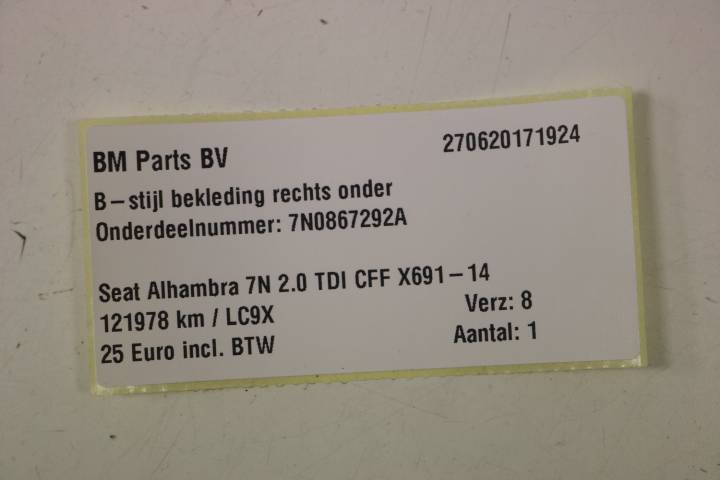 BM Parts BV 270620171924
B-stijl bekleding rechts onder
Onderdeelnummer: 7N0867292A
Seat Alhambra 7N 2.0 TDI CFF X691-14
121978 km / LC9X Verz: 8
25 Euro incl. BTW Aantal: 1